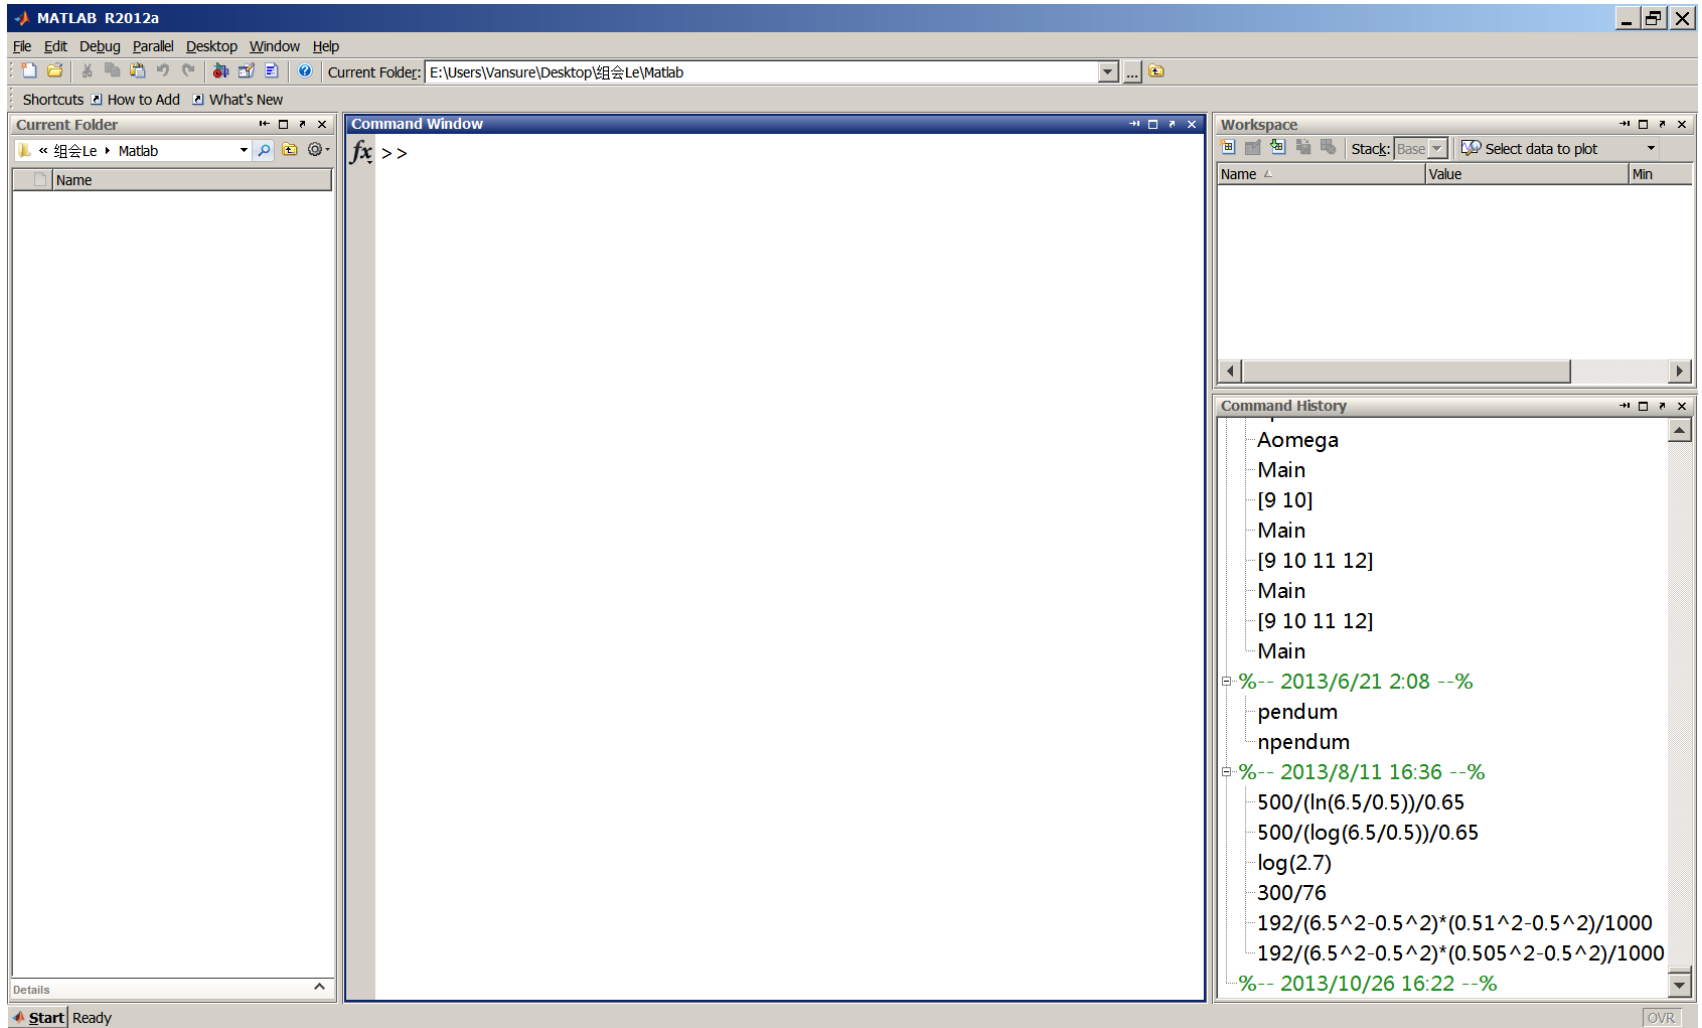 MATLAB R2012a
File Edit Debug Parallel Desktop Window Help
Current Folder: E:\Users\Vansure\Desktop\组会Le\Matlab
Shortcuts How to Add What's New
Current Folder
« 组会Le Matlab
Name
Details
Command Window
fx >>
Workspace
Stack: Base Select data to plot
Name Value Min
Command History
Aomega
Main
[9 10]
Main
[9 10 11 12]
Main
[9 10 11 12]
Main
%-- 2013/6/21 2:08 --%
pendum
npendum
%-- 2013/8/11 16:36 --%
500/(ln(6.5/0.5))/0.65
500/(log(6.5/0.5))/0.65
log(2.7)
300/76
192/(6.5^2-0.5^2)*(0.51^2-0.5^2)/1000
192/(6.5^2-0.5^2)*(0.505^2-0.5^2)/1000
%-- 2013/10/26 16:22 --%
Start Ready
OVR